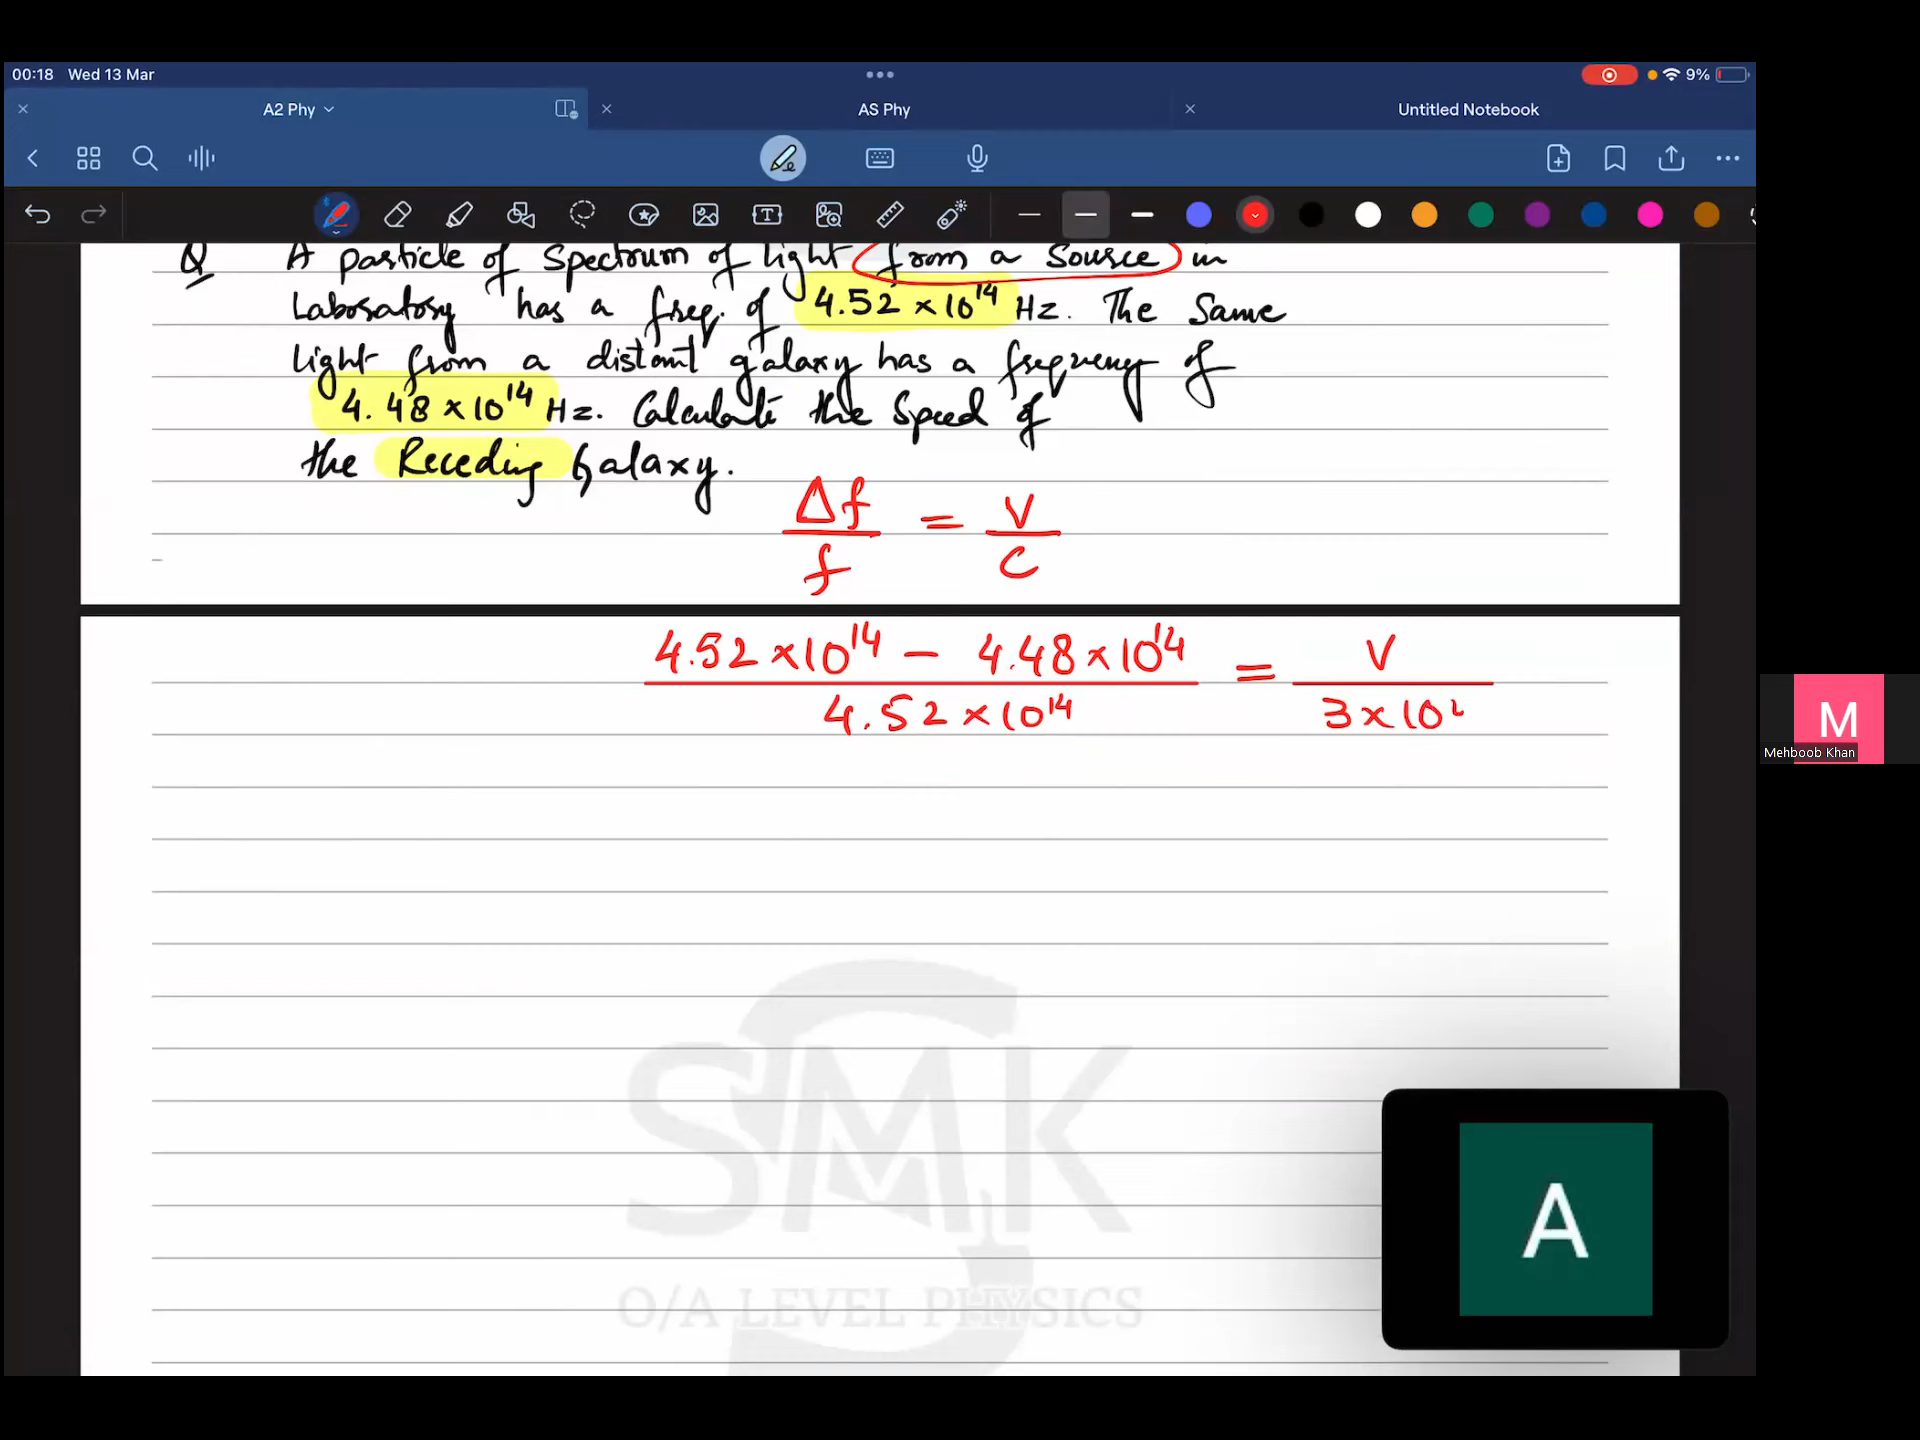 00:18 Wed 13 Mar
9%
A2 Phy
AS Phy
Untitled Notebook
Q A particle of Spectrum of light from a Source in
Laboratory has a freq. of 4.52 × 10¹⁴ Hz. The Same
light from a distant galaxy has a frequency of
4.48 × 10¹⁴ Hz. Calculate the Speed of
the Receding Galaxy.
Δf/f = v/c
4.52 × 10¹⁴ − 4.48 × 10¹⁴ / 4.52 × 10¹⁴ = v / 3 × 10
SMK
O/A LEVEL PHYSICS
A
M
Mehboob Khan